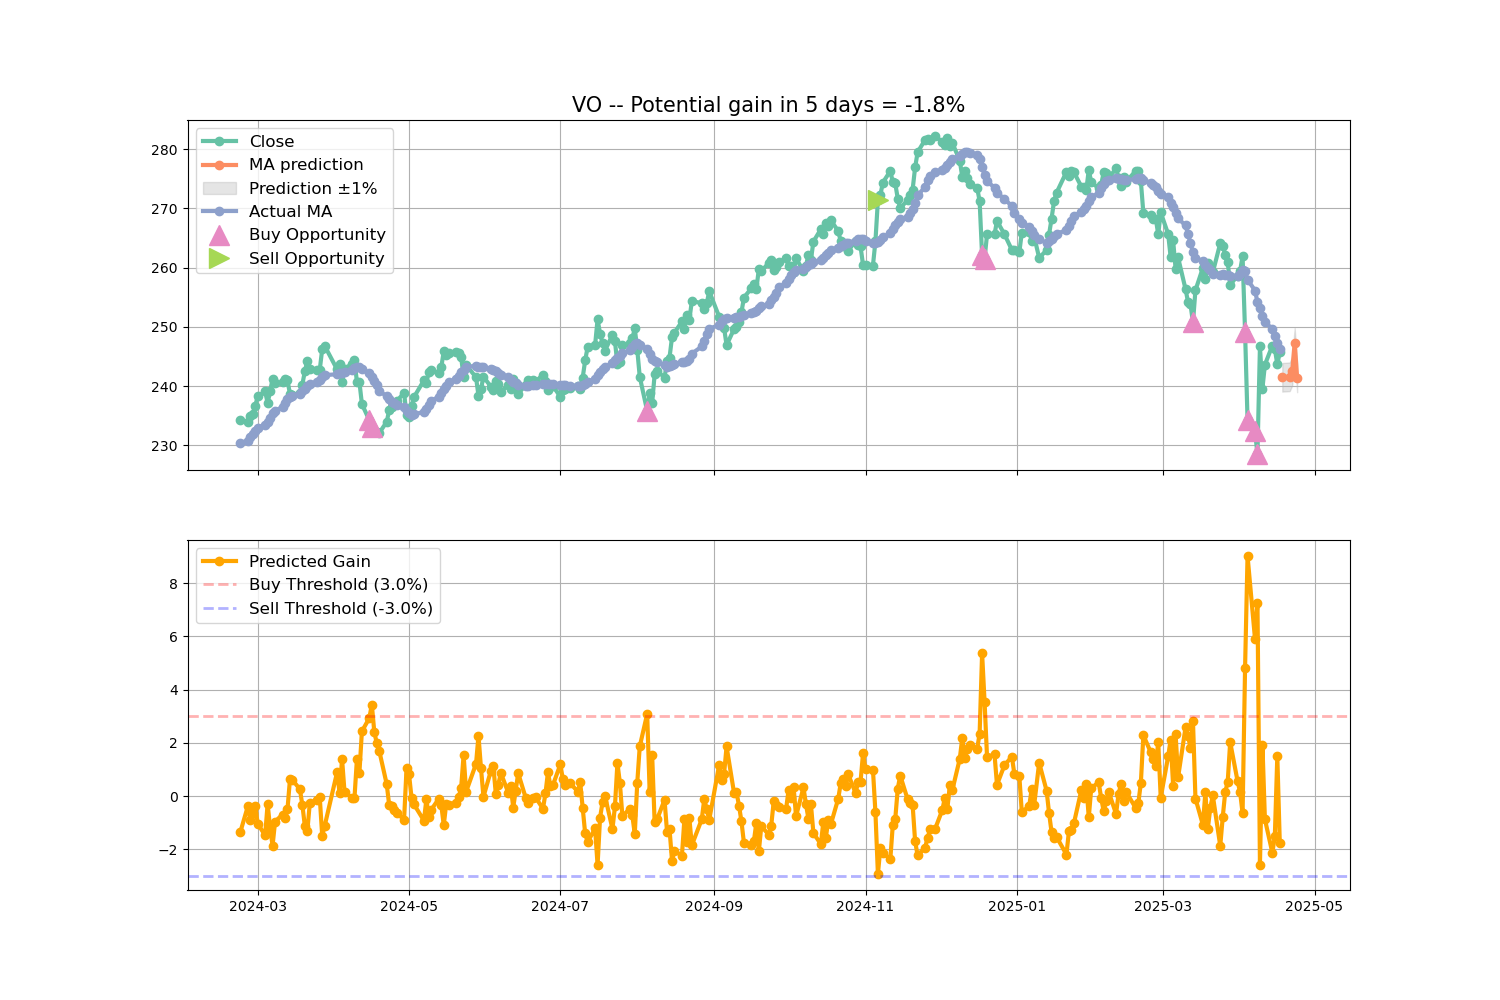 VO -- Potential gain in 5 days = -1.8%
Close
MA prediction
Prediction ±1%
Actual MA
Buy Opportunity
Sell Opportunity
280
270
260
250
240
230
Predicted Gain
Buy Threshold (3.0%)
Sell Threshold (-3.0%)
8
6
4
2
0
−2
2024-03
2024-05
2024-07
2024-09
2024-11
2025-01
2025-03
2025-05